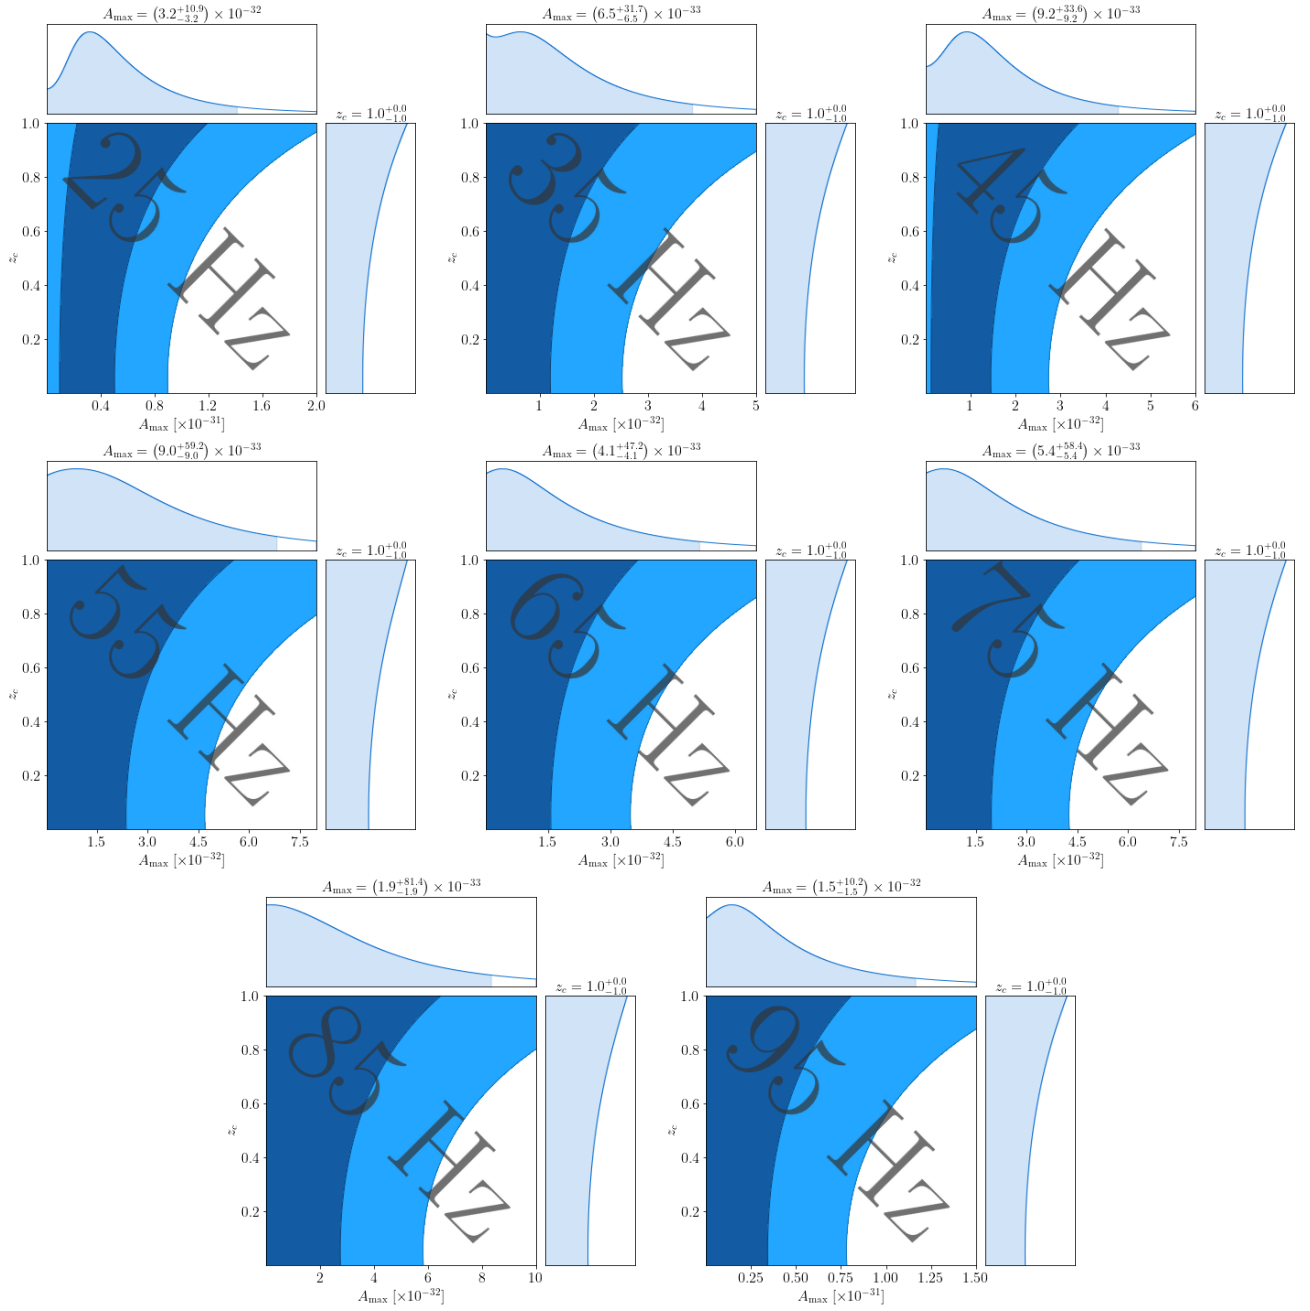 A_max = (3.2^{+10.9}_{-3.2}) × 10^{-32}
z_c = 1.0^{+0.0}_{-1.0}
1.0
0.8
0.6
0.4
0.2
z_c
25 Hz
0.4 0.8 1.2 1.6 2.0
A_max [×10^{-31}]
A_max = (6.5^{+31.7}_{-6.5}) × 10^{-33}
z_c = 1.0^{+0.0}_{-1.0}
1.0
0.8
0.6
0.4
0.2
z_c
35 Hz
1 2 3 4 5
A_max [×10^{-32}]
A_max = (9.2^{+33.6}_{-9.2}) × 10^{-33}
z_c = 1.0^{+0.0}_{-1.0}
1.0
0.8
0.6
0.4
0.2
z_c
45 Hz
1 2 3 4 5 6
A_max [×10^{-32}]
A_max = (9.0^{+59.2}_{-9.0}) × 10^{-33}
z_c = 1.0^{+0.0}_{-1.0}
1.0
0.8
0.6
0.4
0.2
z_c
55 Hz
1.5 3.0 4.5 6.0 7.5
A_max [×10^{-32}]
A_max = (4.1^{+47.2}_{-4.1}) × 10^{-33}
z_c = 1.0^{+0.0}_{-1.0}
1.0
0.8
0.6
0.4
0.2
z_c
65 Hz
1.5 3.0 4.5 6.0
A_max [×10^{-32}]
A_max = (5.4^{+58.4}_{-5.4}) × 10^{-33}
z_c = 1.0^{+0.0}_{-1.0}
1.0
0.8
0.6
0.4
0.2
z_c
75 Hz
1.5 3.0 4.5 6.0 7.5
A_max [×10^{-32}]
A_max = (1.9^{+81.4}_{-1.9}) × 10^{-33}
z_c = 1.0^{+0.0}_{-1.0}
1.0
0.8
0.6
0.4
0.2
z_c
85 Hz
2 4 6 8 10
A_max [×10^{-32}]
A_max = (1.5^{+10.2}_{-1.5}) × 10^{-32}
z_c = 1.0^{+0.0}_{-1.0}
1.0
0.8
0.6
0.4
0.2
z_c
95 Hz
0.25 0.50 0.75 1.00 1.25 1.50
A_max [×10^{-31}]